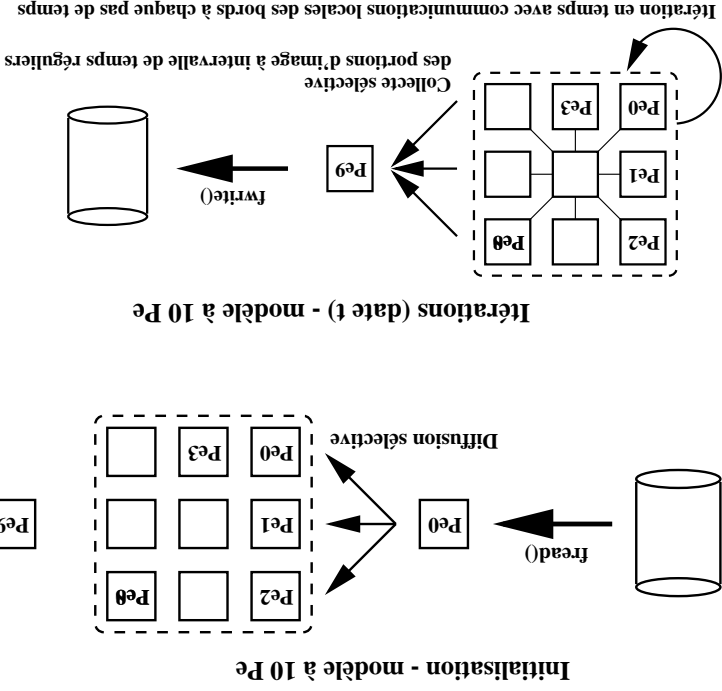 Initialisation - modèle à 10 Pe
Pe2
Pe8
fread()
Pe0
Pe1
Pe9
Pe0
Pe3
Diffusion sélective
Itérations (date t) - modèle à 10 Pe
Pe2
Pe8
fwrite()
Pe1
Pe9
Pe0
Pe3
Collecte sélective
des portions d'image à intervalle de temps réguliers
Itération en temps avec communications locales des bords à chaque pas de temps